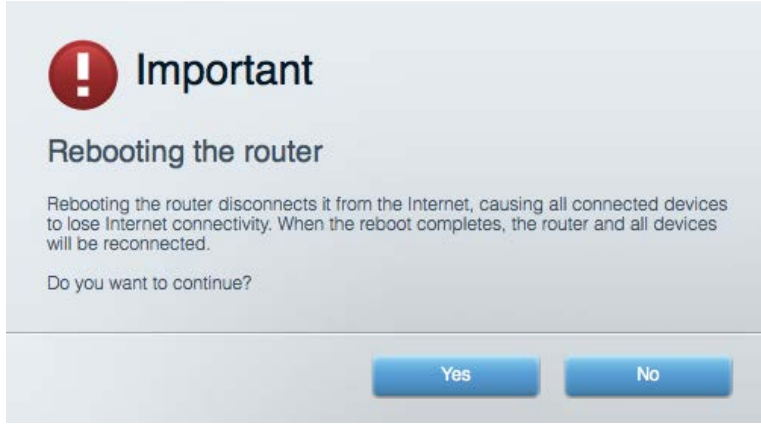 Important
Rebooting the router
Rebooting the router disconnects it from the Internet, causing all connected devices
to lose Internet connectivity. When the reboot completes, the router and all devices
will be reconnected.
Do you want to continue?
Yes
No